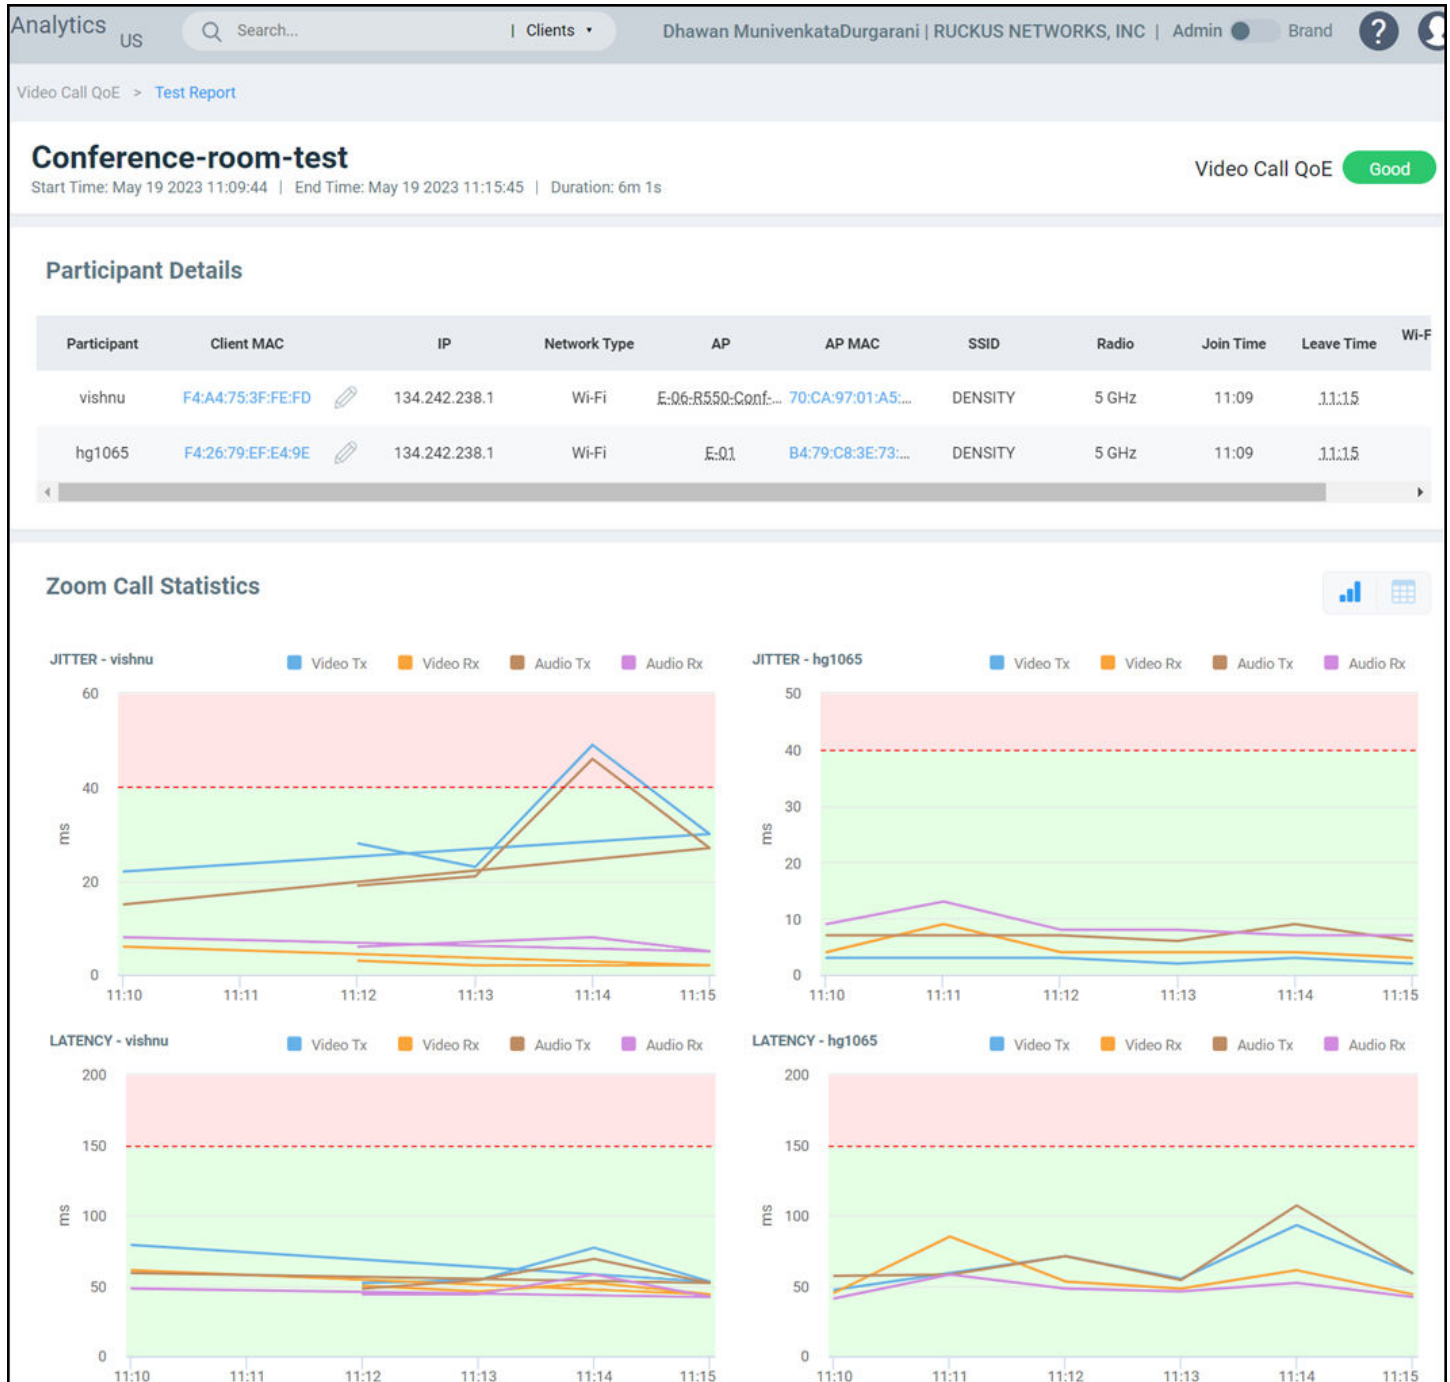 Analytics US Search... | Clients Dhawan MunivenkataDurgarani | RUCKUS NETWORKS, INC | Admin Brand ?
Video Call QoE > Test Report
Conference-room-test
Start Time: May 19 2023 11:09:44 | End Time: May 19 2023 11:15:45 | Duration: 6m 1s
Video Call QoE Good
Participant Details
Participant Client MAC IP Network Type AP AP MAC SSID Radio Join Time Leave Time Wi-F
vishnu F4:A4:75:3F:FE:FD 134.242.238.1 Wi-Fi E-06-R550-Conf-... 70:CA:97:01:A5:... DENSITY 5 GHz 11:09 11:15
hg1065 F4:26:79:EF:E4:9E 134.242.238.1 Wi-Fi E-01 B4:79:C8:3E:73:... DENSITY 5 GHz 11:09 11:15
Zoom Call Statistics
JITTER - vishnu Video Tx Video Rx Audio Tx Audio Rx
60
40
20
0
ms
11:10 11:11 11:12 11:13 11:14 11:15
JITTER - hg1065 Video Tx Video Rx Audio Tx Audio Rx
50
40
30
20
10
0
ms
11:10 11:11 11:12 11:13 11:14 11:15
LATENCY - vishnu Video Tx Video Rx Audio Tx Audio Rx
200
150
100
50
0
ms
11:10 11:11 11:12 11:13 11:14 11:15
LATENCY - hg1065 Video Tx Video Rx Audio Tx Audio Rx
200
150
100
50
0
ms
11:10 11:11 11:12 11:13 11:14 11:15